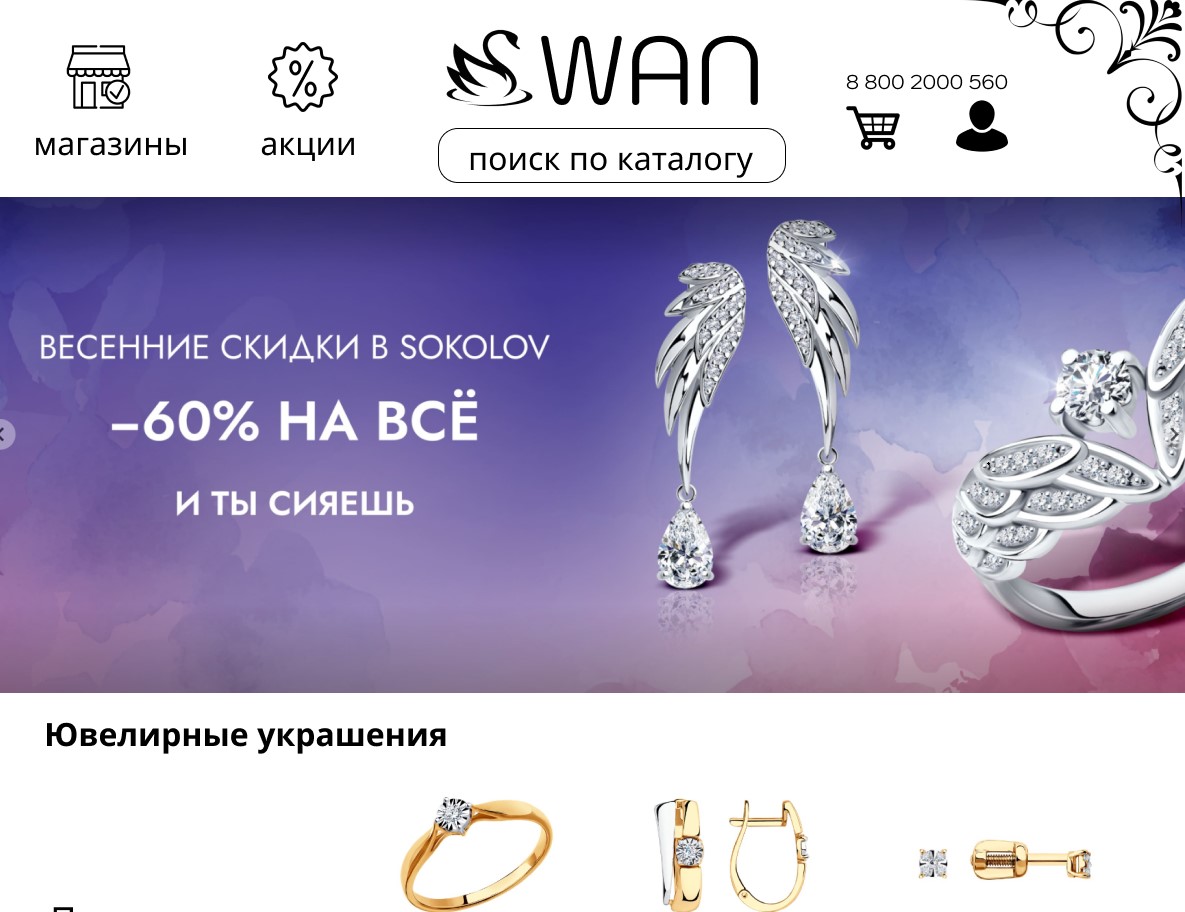 WAN
8 800 2000 560
магазины
акции
поиск по каталогу
ВЕСЕННИЕ СКИДКИ В SOKOLOV
–60% НА ВСЁ
И ТЫ СИЯЕШЬ
Ювелирные украшения